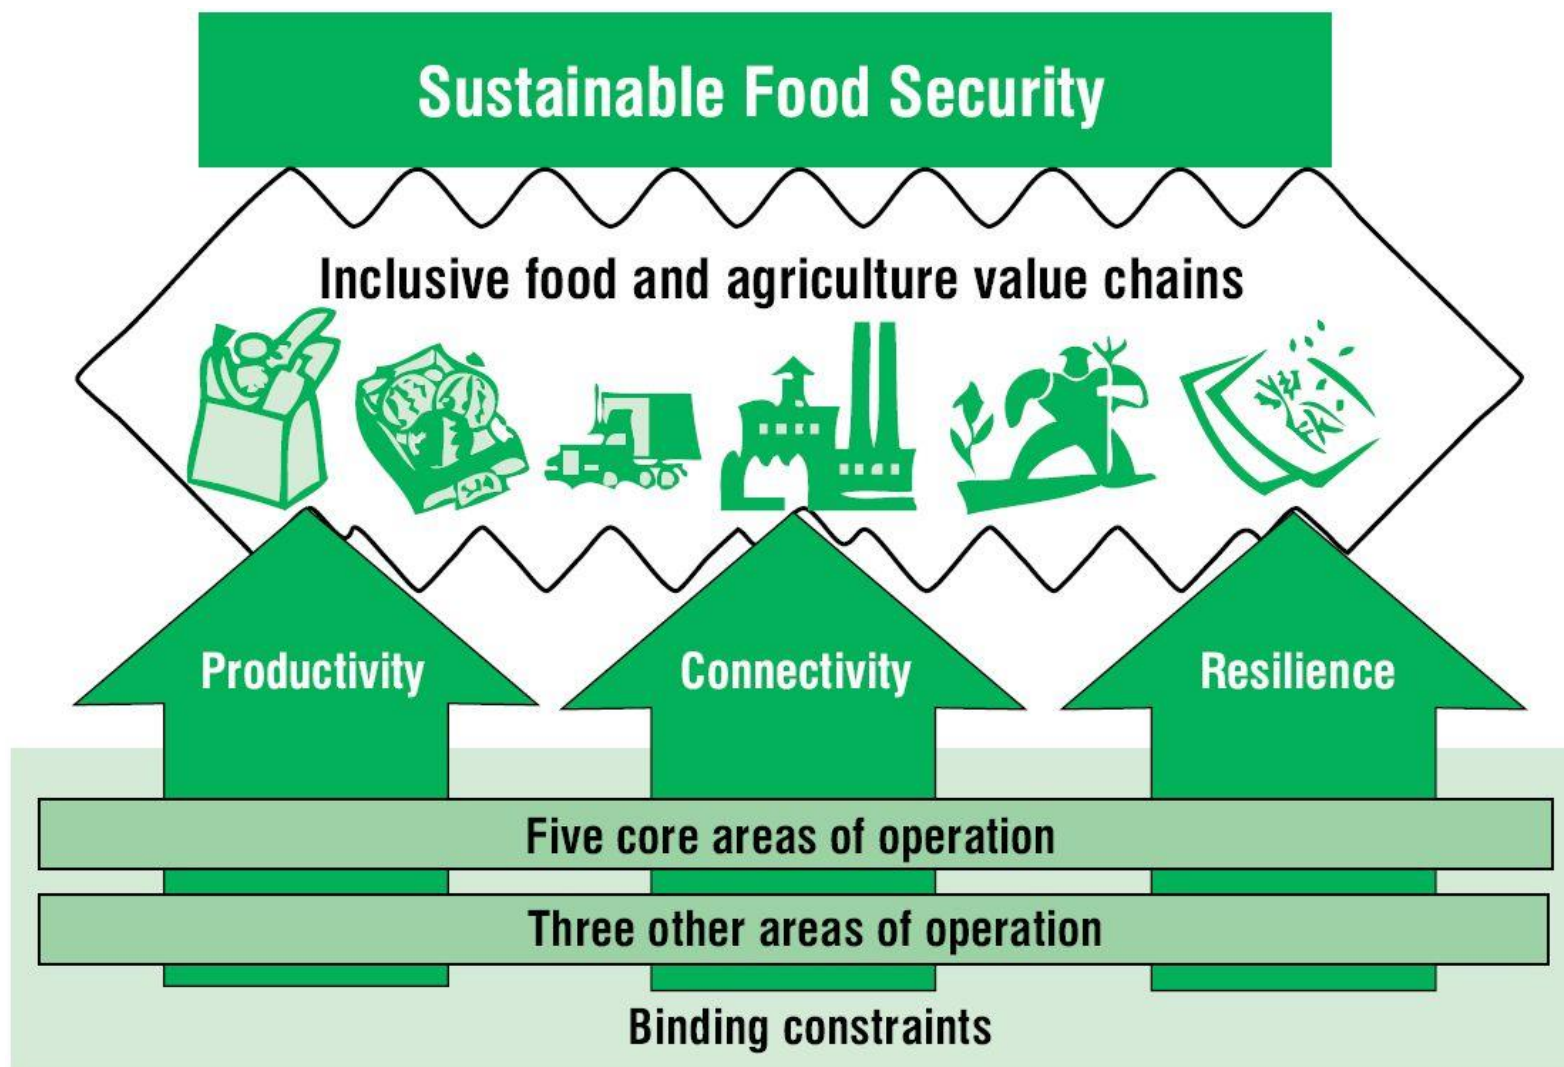 Sustainable Food Security
Inclusive food and agriculture value chains
Productivity
Connectivity
Resilience
Five core areas of operation
Three other areas of operation
Binding constraints